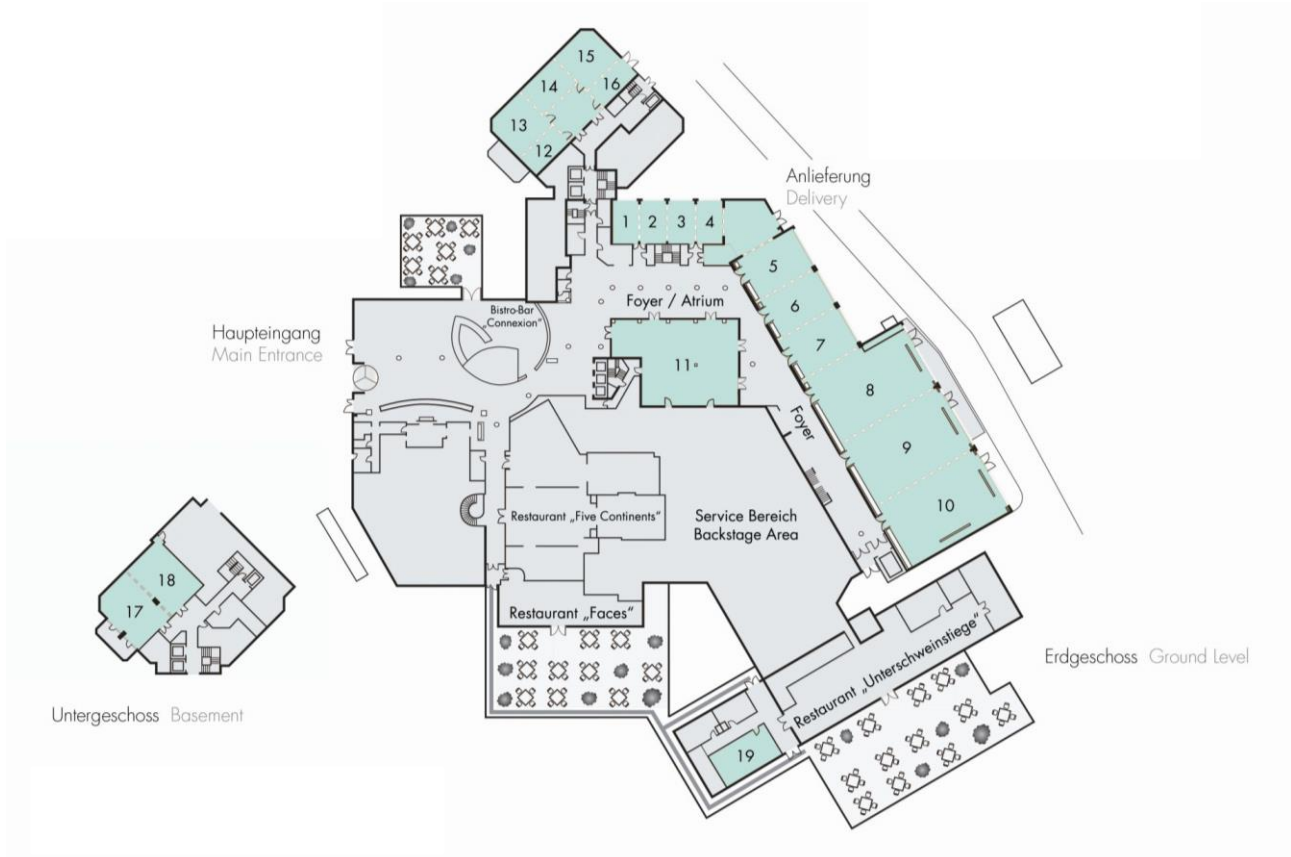 15
14
16
13
12
Anlieferung
Delivery
1 2 3 4
5
Foyer / Atrium
6
Bistro-Bar
„Connexion“
Haupteingang
Main Entrance
7
11
8
Foyer
9
10
Restaurant „Five Continents“
Service Bereich
Backstage Area
18
17
Restaurant „Faces“
Restaurant „Unterschweinstiege“
Erdgeschoss Ground Level
Untergeschoss Basement
19